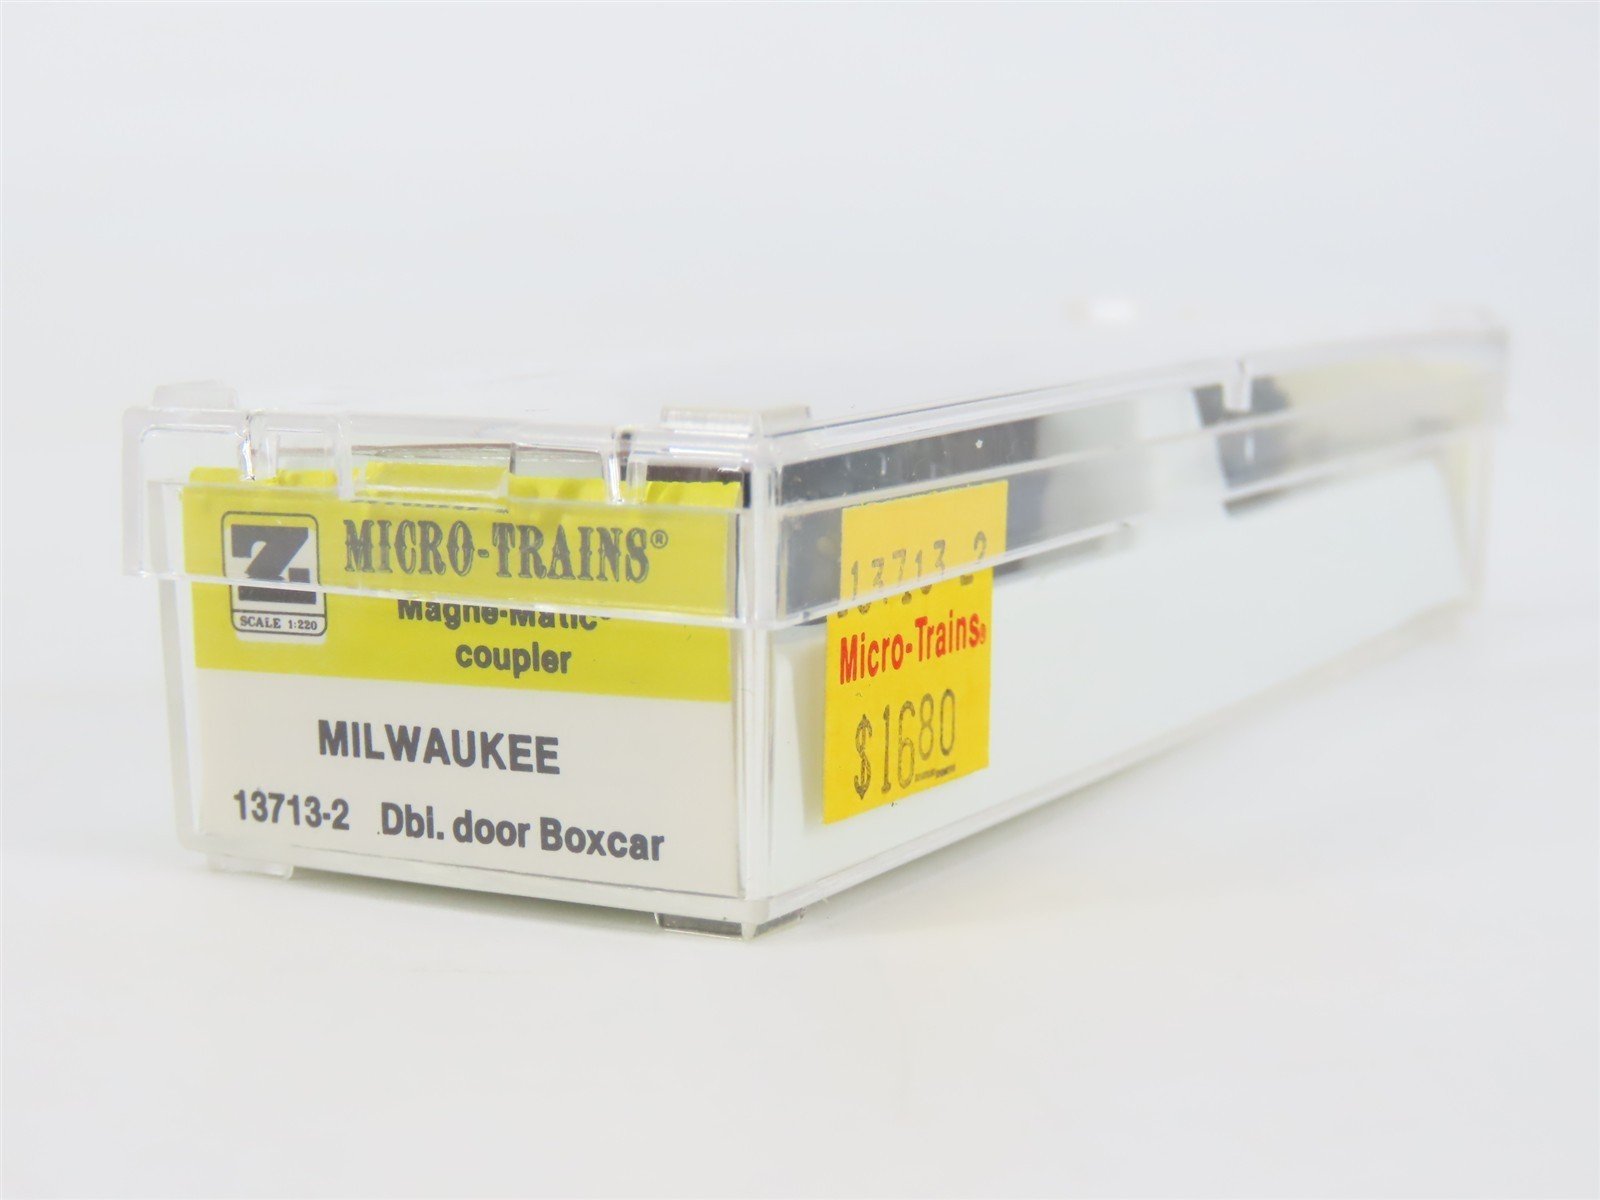 Z.
SCALE 1:220
MICRO-TRAINS®
Magne-Matic®
coupler
MILWAUKEE
13713-2 Dbl. door Boxcar
13713 2
Micro-Trains®
$16.80